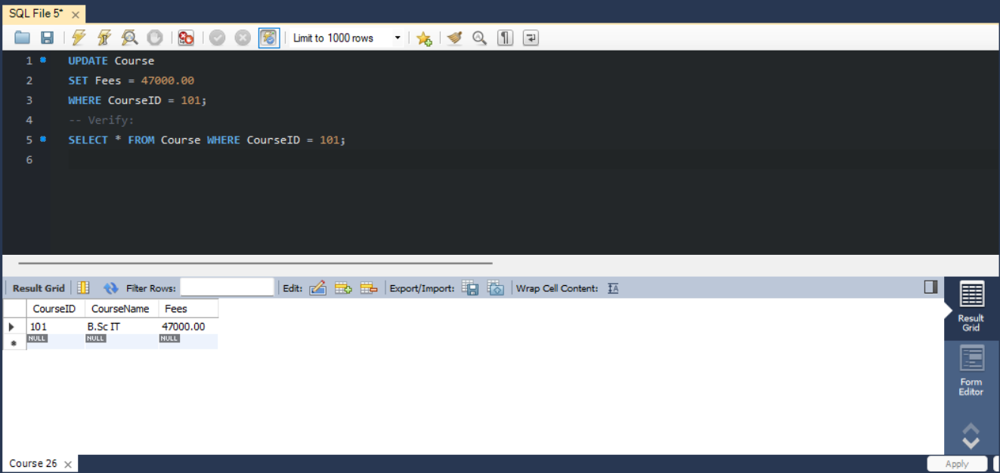 SQL File 5*
Limit to 1000 rows
1 UPDATE Course
2 SET Fees = 47000.00
3 WHERE CourseID = 101;
4 -- Verify:
5 SELECT * FROM Course WHERE CourseID = 101;
6
Result Grid Filter Rows: Edit: Export/Import: Wrap Cell Content: IA
CourseID CourseName Fees
101 B.Sc IT 47000.00
NULL NULL NULL
Result
Grid
Form
Editor
Course 26
Apply